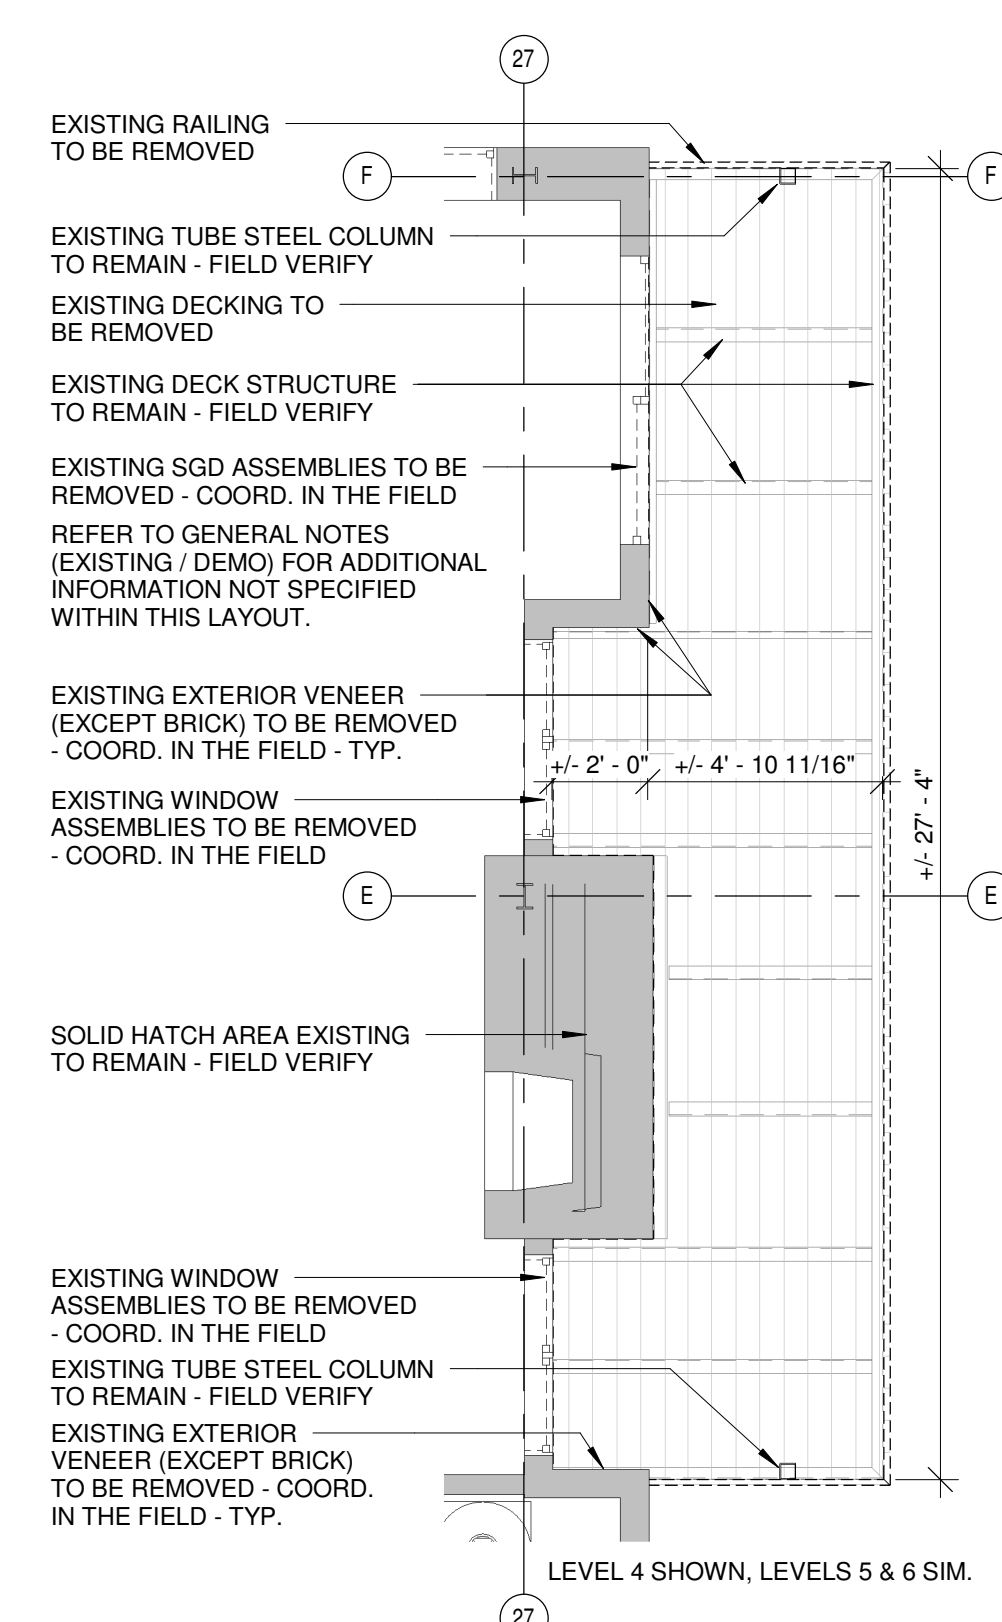 27
EXISTING RAILING
TO BE REMOVED
F
F
EXISTING TUBE STEEL COLUMN
TO REMAIN - FIELD VERIFY
EXISTING DECKING TO
BE REMOVED
EXISTING DECK STRUCTURE
TO REMAIN - FIELD VERIFY
EXISTING SGD ASSEMBLIES TO BE
REMOVED - COORD. IN THE FIELD
REFER TO GENERAL NOTES
(EXISTING / DEMO) FOR ADDITIONAL
INFORMATION NOT SPECIFIED
WITHIN THIS LAYOUT.
EXISTING EXTERIOR VENEER
(EXCEPT BRICK) TO BE REMOVED
- COORD. IN THE FIELD - TYP.
+/- 2' - 0"
+/- 4' - 10 11/16"
+/- 27' - 4"
EXISTING WINDOW
ASSEMBLIES TO BE REMOVED
- COORD. IN THE FIELD
E
E
SOLID HATCH AREA EXISTING
TO REMAIN - FIELD VERIFY
EXISTING WINDOW
ASSEMBLIES TO BE REMOVED
- COORD. IN THE FIELD
EXISTING TUBE STEEL COLUMN
TO REMAIN - FIELD VERIFY
EXISTING EXTERIOR
VENEER (EXCEPT BRICK)
TO BE REMOVED - COORD.
IN THE FIELD - TYP.
LEVEL 4 SHOWN, LEVELS 5 & 6 SIM.
27